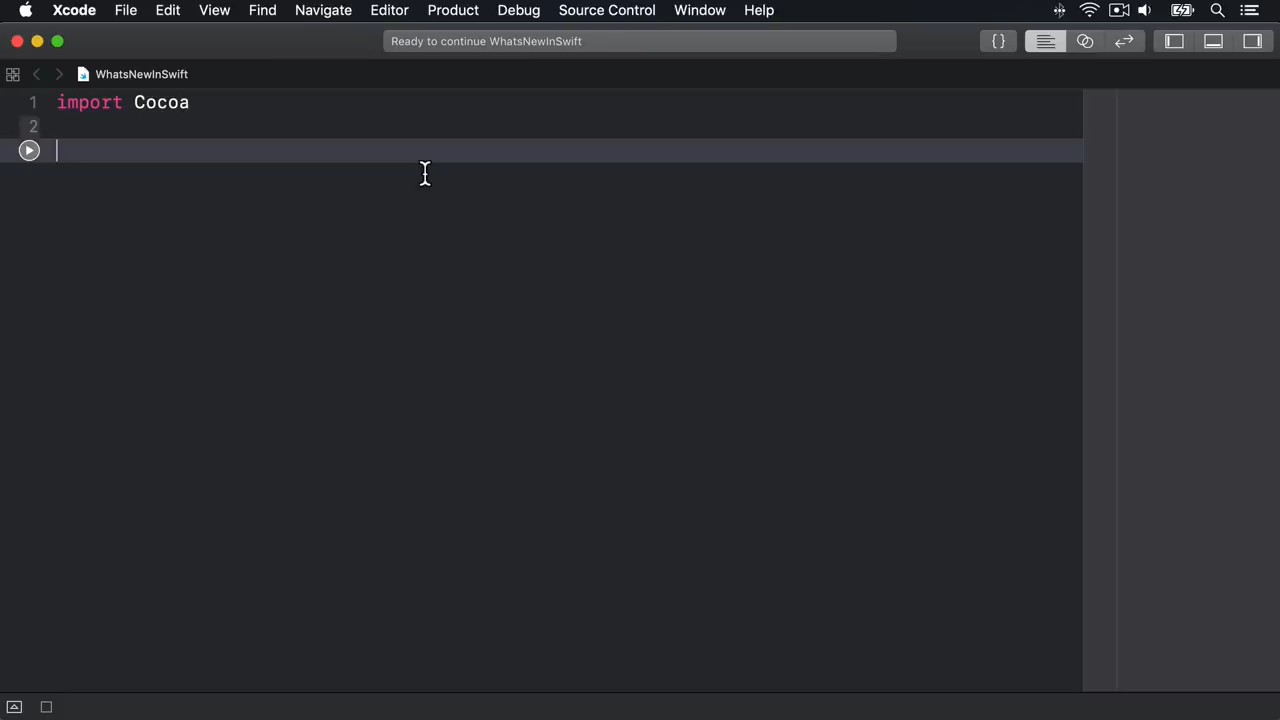 Xcode File Edit View Find Navigate Editor Product Debug Source Control Window Help
Ready to continue WhatsNewInSwift
{ }
WhatsNewInSwift
1 import Cocoa
2